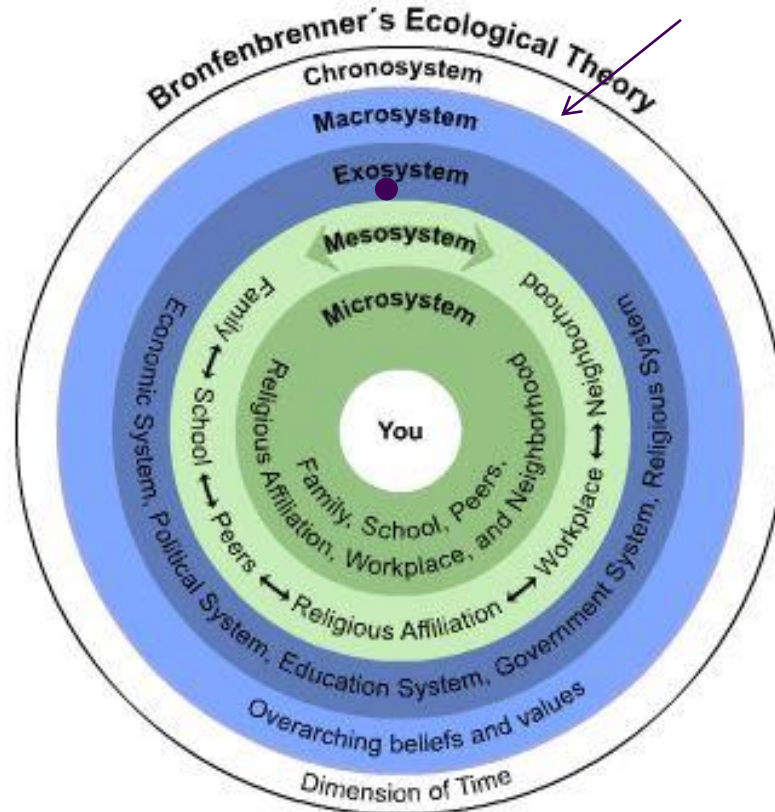 Bronfenbrenner´s Ecological Theory
Chronosystem
Macrosystem
Exosystem
Mesosystem
Microsystem
You
Family, School, Peers,
Religious Affiliation, Workplace, and Neighborhood
Family ↔ School ↔ Peers ↔ Religious Affiliation ↔ Workplace ↔ Neighborhood
Economic System, Political System, Education System, Government System, Religious System
Overarching beliefs and values
Dimension of Time